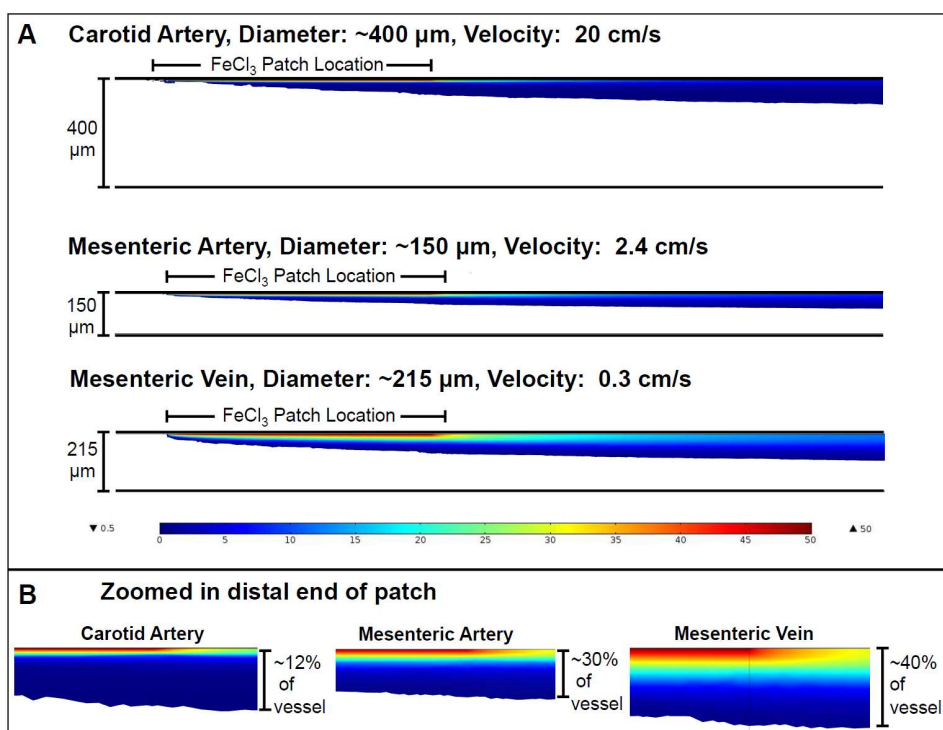 A
Carotid Artery, Diameter: ~400 µm, Velocity: 20 cm/s
FeCl₃ Patch Location
400
µm
Mesenteric Artery, Diameter: ~150 µm, Velocity: 2.4 cm/s
FeCl₃ Patch Location
150
µm
Mesenteric Vein, Diameter: ~215 µm, Velocity: 0.3 cm/s
FeCl₃ Patch Location
215
µm
▼ 0.5
▲ 50
0 5 10 15 20 25 30 35 40 45 50
B
Zoomed in distal end of patch
Carotid Artery
Mesenteric Artery
Mesenteric Vein
~12%
of
vessel
~30%
of
vessel
~40%
of
vessel